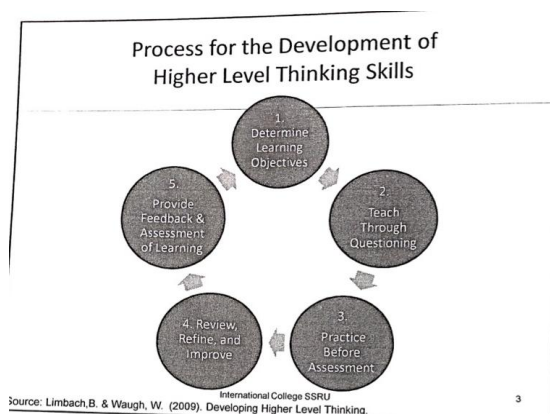 Process for the Development of
Higher Level Thinking Skills
1.
Determine
Learning
Objectives
2.
Teach
Through
Questioning
3.
Practice
Before
Assessment
4. Review,
Refine, and
Improve
5.
Provide
Feedback &
Assessment
of Learning
International College SSRU
3
Source: Limbach,B. & Waugh, W. (2009). Developing Higher Level Thinking.